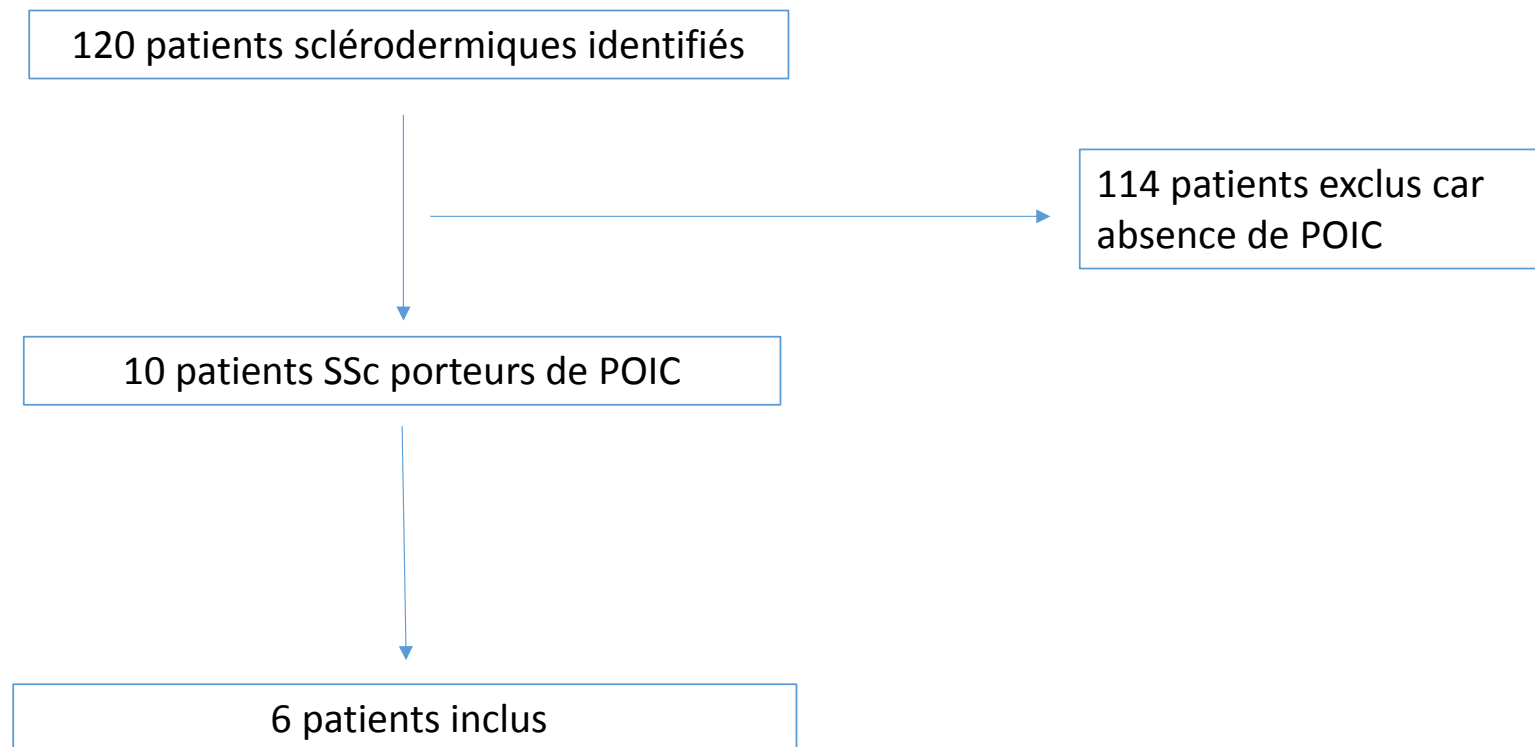 120 patients sclérodermiques identifiés
114 patients exclus car
absence de POIC
10 patients SSc porteurs de POIC
6 patients inclus